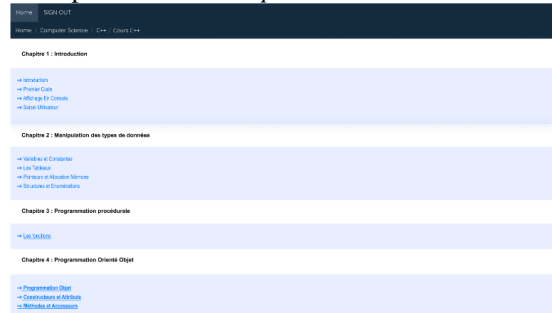 Home SIGN OUT
Home / Computer Science / C++ / Cours C++
Chapitre 1 : Introduction
⇒ Introduction
⇒ Premier Code
⇒ Affichage En Console
⇒ Saisie Utilisateur
Chapitre 2 : Manipulation des types de données
⇒ Variables et Constantes
⇒ Les Tableaux
⇒ Pointeurs et Allocation Mémoire
⇒ Structures et Enumérations
Chapitre 3 : Programmation procédurale
⇒ Les fonctions
Chapitre 4 : Programmation Orienté Objet
⇒ Programmation Objet
⇒ Constructeurs et Attributs
⇒ Méthodes et Accesseurs